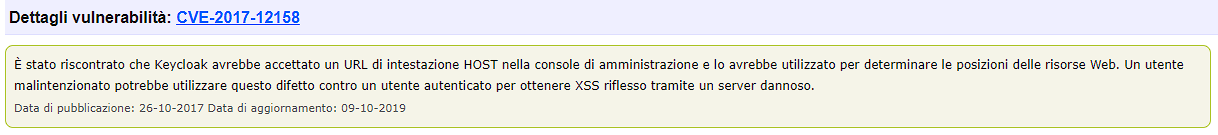 Dettagli vulnerabilità: CVE-2017-12158
È stato riscontrato che Keycloak avrebbe accettato un URL di intestazione HOST nella console di amministrazione e lo avrebbe utilizzato per determinare le posizioni delle risorse Web. Un utente
malintenzionato potrebbe utilizzare questo difetto contro un utente autenticato per ottenere XSS riflesso tramite un server dannoso.
Data di pubblicazione: 26-10-2017 Data di aggiornamento: 09-10-2019